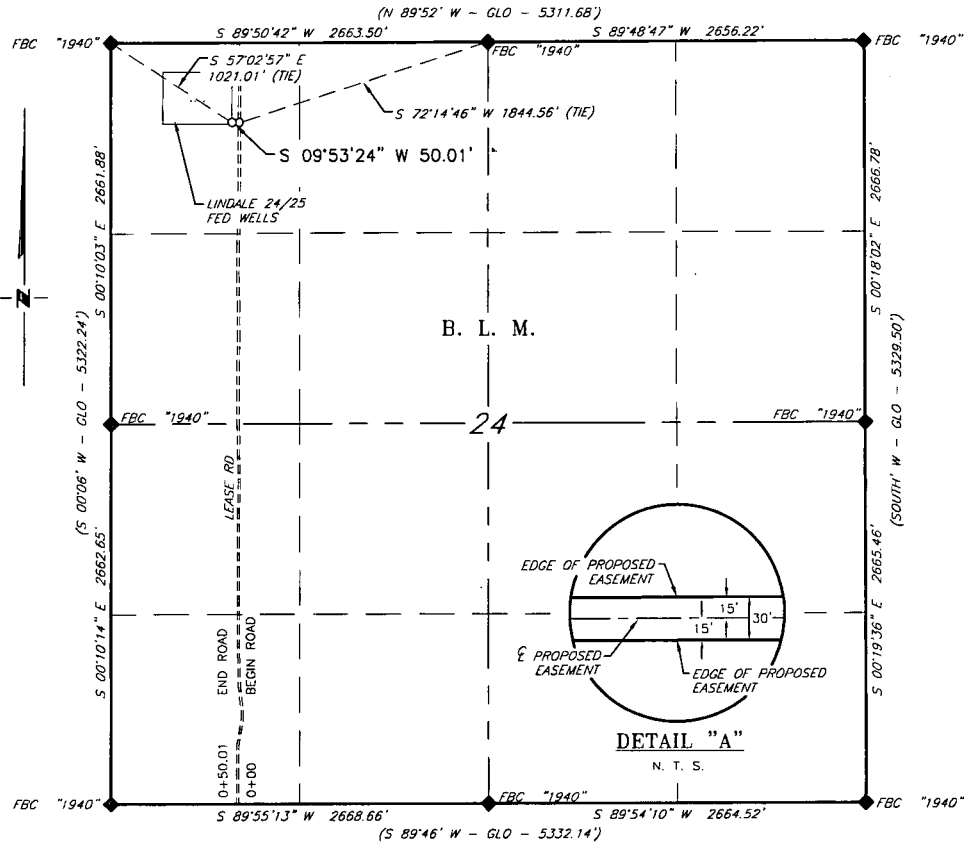 (N 89°52' W - GLO - 5311.68')
S 89°50'42" W 2663.50'
S 89°48'47" W 2656.22'
FBC "1940"
FBC "1940"
FBC "1940"
S 57°02'57" E
1021.01' (TIE)
S 72°14'46" W 1844.56' (TIE)
S 09°53'24" W 50.01'
LINDALE 24/25
FED WELLS
S 00°10'03" E 2661.88'
S 00°18'02" E 2666.78'
N
(S 00°06' W - GLO - 5322.24')
(SOUTH' W - GLO - 5329.50')
B. L. M.
FBC "1940"
24
FBC "1940"
LEASE RD
S 00°10'14" E 2662.65'
S 00°19'36" E 2665.46'
EDGE OF PROPOSED
EASEMENT
15'
15'
30'
℄ PROPOSED
EASEMENT
EDGE OF PROPOSED
EASEMENT
DETAIL "A"
N. T. S.
END ROAD
BEGIN ROAD
0+50.01
0+00
FBC "1940"
FBC "1940"
FBC "1940"
S 89°55'13" W 2668.66'
S 89°54'10" W 2664.52'
(S 89°46' W - GLO - 5332.14')